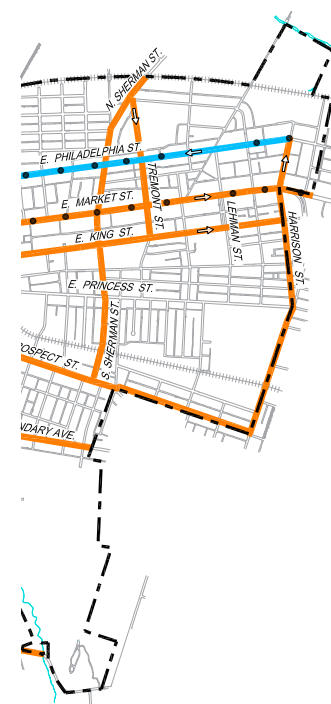 N. SHERMAN ST.
E. PHILADELPHIA ST.
TREMONT ST.
E. MARKET ST.
LEHMAN ST.
HARRISON ST.
E. KING ST.
E. PRINCESS ST.
S. SHERMAN ST.
OSPECT ST.
NDARY AVE.